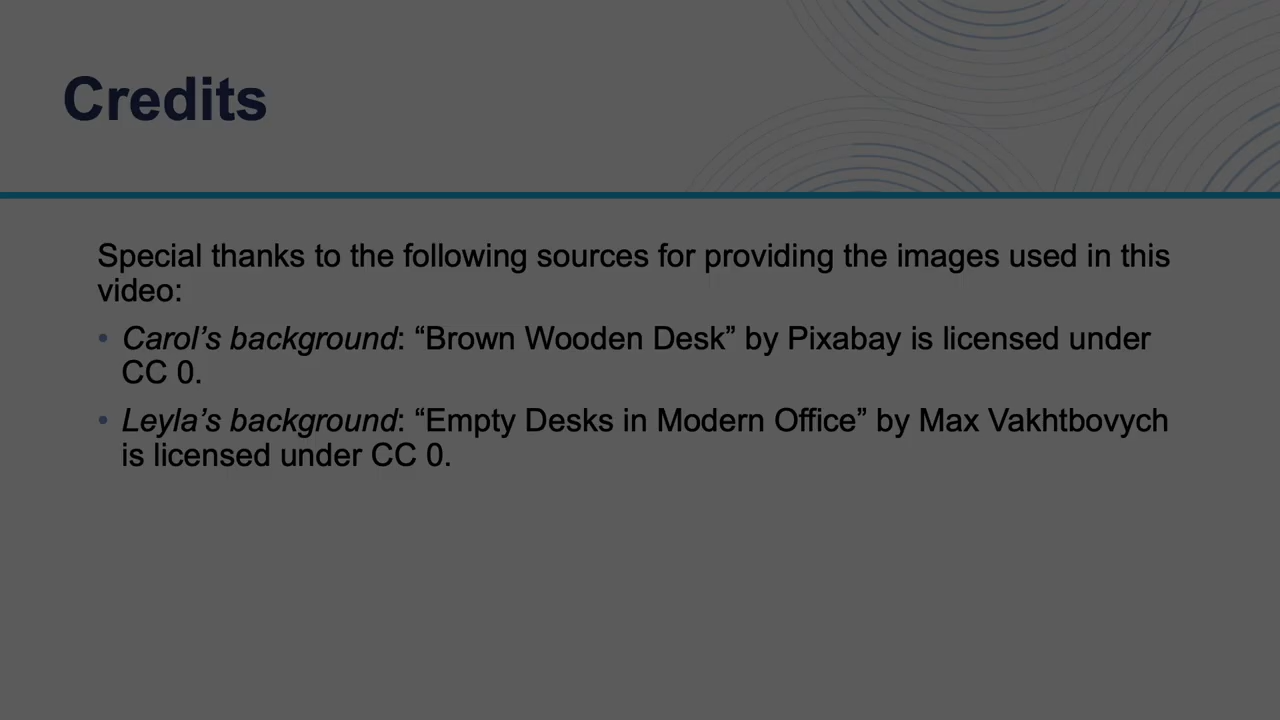 Credits
Special thanks to the following sources for providing the images used in this
video:
• Carol’s background: “Brown Wooden Desk” by Pixabay is licensed under
CC 0.
• Leyla’s background: “Empty Desks in Modern Office” by Max Vakhtbovych
is licensed under CC 0.